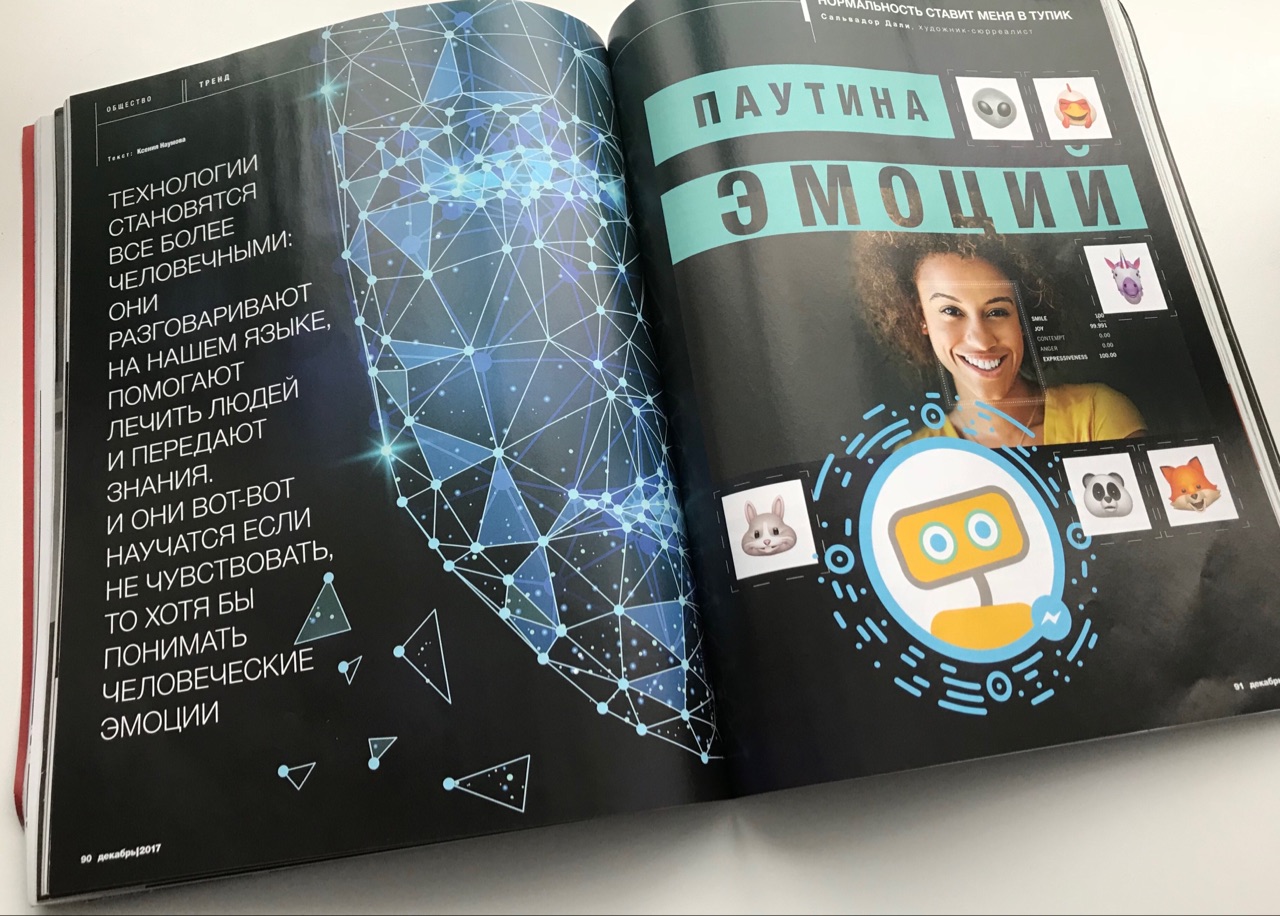 ОБЩЕСТВО
ТРЕНД
Текст: Ксения Наумова
ТЕХНОЛОГИИ
СТАНОВЯТСЯ
ВСЕ БОЛЕЕ
ЧЕЛОВЕЧНЫМИ:
ОНИ
РАЗГОВАРИВАЮТ
НА НАШЕМ ЯЗЫКЕ,
ПОМОГАЮТ
ЛЕЧИТЬ ЛЮДЕЙ
И ПЕРЕДАЮТ
ЗНАНИЯ.
И ОНИ ВОТ-ВОТ
НАУЧАТСЯ ЕСЛИ
НЕ ЧУВСТВОВАТЬ,
ТО ХОТЯ БЫ
ПОНИМАТЬ
ЧЕЛОВЕЧЕСКИЕ
ЭМОЦИИ
90 декабрь|2017
НОРМАЛЬНОСТЬ СТАВИТ МЕНЯ В ТУПИК
Сальвадор Дали, художник-сюрреалист
ПАУТИНА
ЭМОЦИЙ
SMILE 100
JOY 99.991
CONTEMPT 0.00
ANGER 0.00
EXPRESSIVENESS 100.00
91 декабрь